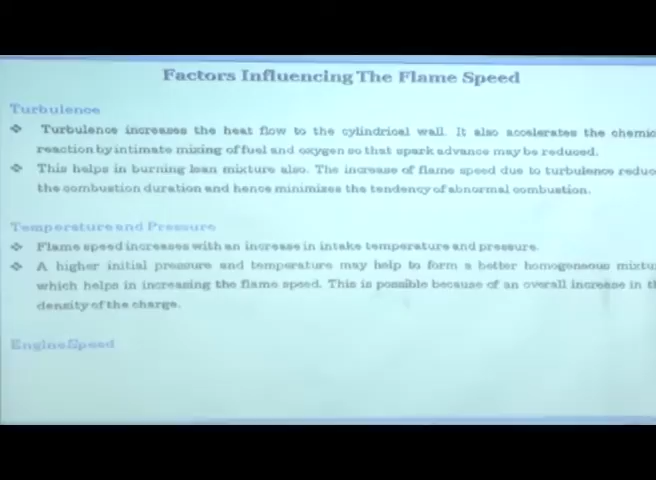 Factors Influencing The Flame Speed
Turbulence
❖ Turbulence increases the heat flow to the cylindrical wall. It also accelerates the chemic
reaction by intimate mixing of fuel and oxygen so that spark advance may be reduced.
❖ This helps in burning lean mixture also. The increase of flame speed due to turbulence reduc
the combustion duration and hence minimizes the tendency of abnormal combustion.
Temperature and Pressure
❖ Flame speed increases with an increase in intake temperature and pressure.
❖ A higher initial pressure and temperature may help to form a better homogeneous mixtu
which helps in increasing the flame speed. This is possible because of an overall increase in th
density of the charge.
Engine Speed